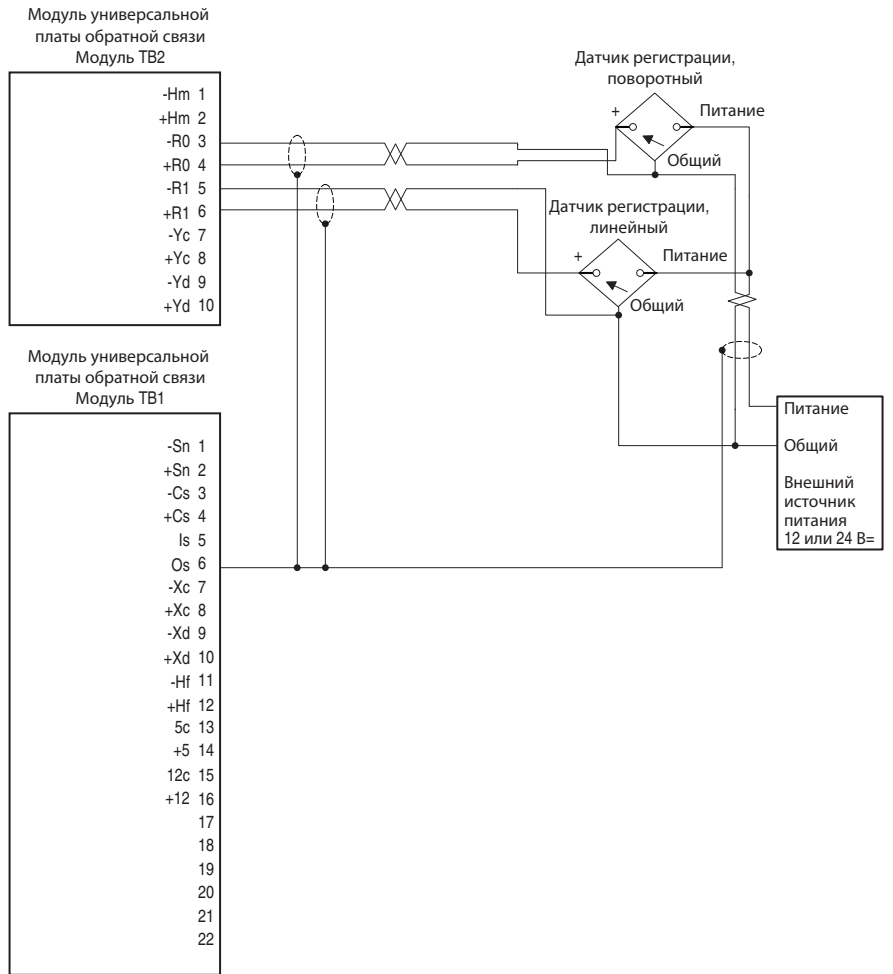 Модуль универсальной
платы обратной связи
Модуль TB2
-Hm 1
+Hm 2
-R0 3
+R0 4
-R1 5
+R1 6
-Yc 7
+Yc 8
-Yd 9
+Yd 10
Датчик регистрации,
поворотный
+
Питание
Общий
Датчик регистрации,
линейный
+
Питание
Общий
Модуль универсальной
платы обратной связи
Модуль TB1
-Sn 1
+Sn 2
-Cs 3
+Cs 4
Is 5
Os 6
-Xc 7
+Xc 8
-Xd 9
+Xd 10
-Hf 11
+Hf 12
5c 13
+5 14
12c 15
+12 16
17
18
19
20
21
22
Питание
Общий
Внешний
источник
питания
12 или 24 В=